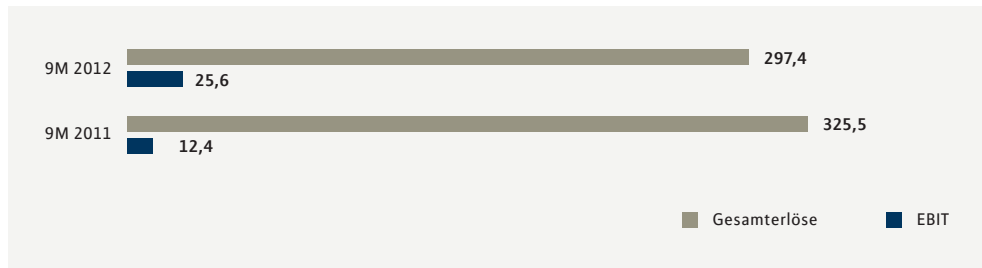 9M 2012
297,4
25,6
9M 2011
325,5
12,4
Gesamterlöse
EBIT